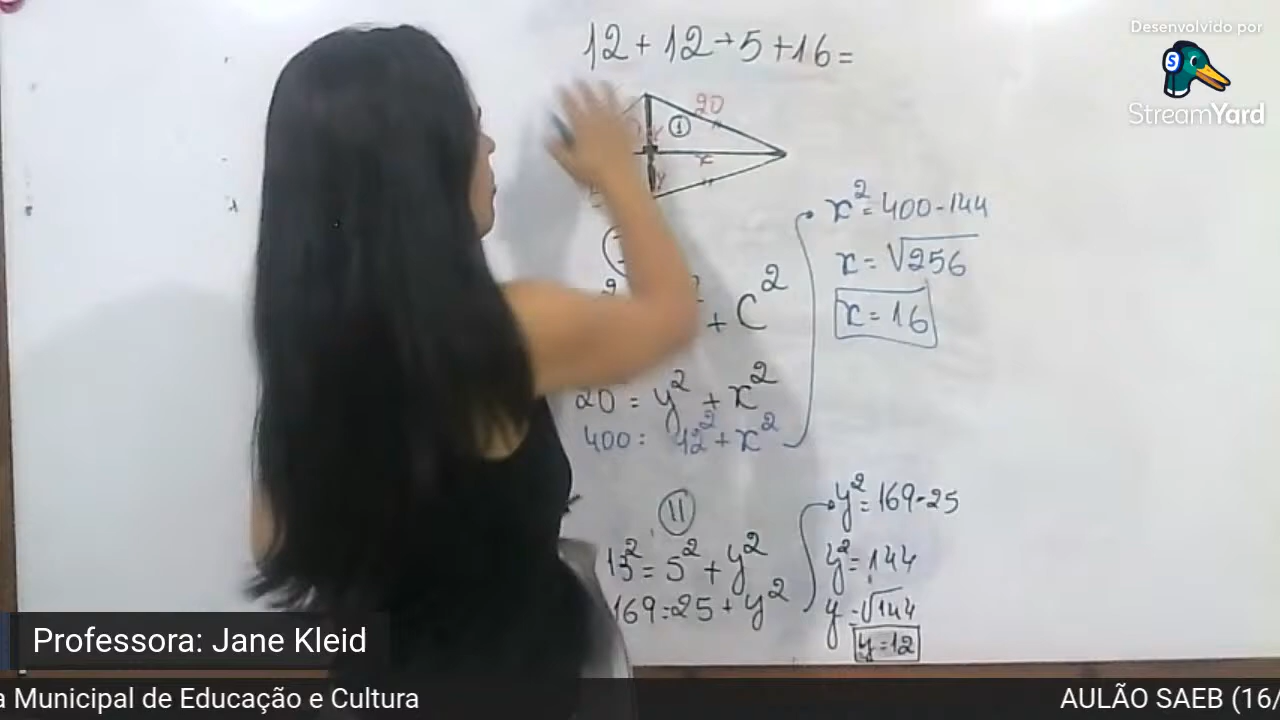 12 + 12 + 5 + 16 =
20
1
x
y
x² = 400 - 144
x = √256
x = 16
² + C²
20 = y² + x²
400 = 12² + x²
11
13² = 5² + y²
169 = 25 + y²
y² = 169 - 25
y² = 144
y = √144
y = 12
Desenvolvido por
S
StreamYard
Professora: Jane Kleid
a Municipal de Educação e Cultura
AULÃO SAEB (16/